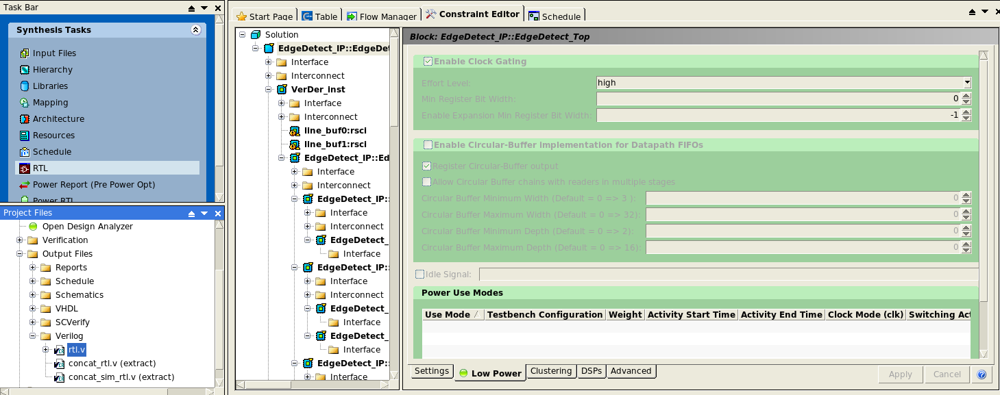 Task Bar
Synthesis Tasks
Input Files
Hierarchy
Libraries
Mapping
Architecture
Resources
Schedule
RTL
Power Report (Pre Power Opt)
Power RTL
Project Files
Open Design Analyzer
Verification
Output Files
Reports
Schedule
Schematics
VHDL
SCVerify
Verilog
rtl.v
concat_rtl.v (extract)
concat_sim_rtl.v (extract)
Start Page
Table
Flow Manager
Constraint Editor
Schedule
Solution
EdgeDetect_IP::EdgeDet
Interface
Interconnect
VerDer_inst
Interface
Interconnect
line_buf0:rsci
line_buf1:rsci
EdgeDetect_IP::Ed
Interface
Interconnect
EdgeDetect_IP::
Interface
Interconnect
EdgeDetect_
Interface
EdgeDetect_IP::
Interface
Interconnect
EdgeDetect_
Interface
EdgeDetect_
Interface
EdgeDetect_IP::
Interface
Block: EdgeDetect_IP::EdgeDetect_Top
Enable Clock Gating
Effort Level: high
Min Register Bit Width: 0
Enable Expansion Min Register Bit Width: -1
Enable Circular-Buffer implementation for Datapath FIFOs
Register Circular-Buffer output
Allow Circular Buffer chains with readers in multiple stages
Circular Buffer Minimum Width (Default = 0 => 3 ): 0
Circular Buffer Maximum Width (Default = 0 => 32): 0
Circular Buffer Minimum Depth (Default = 0 => 2): 0
Circular Buffer Maximum Depth (Default = 0 => 16): 0
Idle Signal:
Power Use Modes
Use Mode Testbench Configuration Weight Activity Start Time Activity End Time Clock Mode (clk) Switching Act
Settings Low Power Clustering DSPs Advanced
Apply Cancel